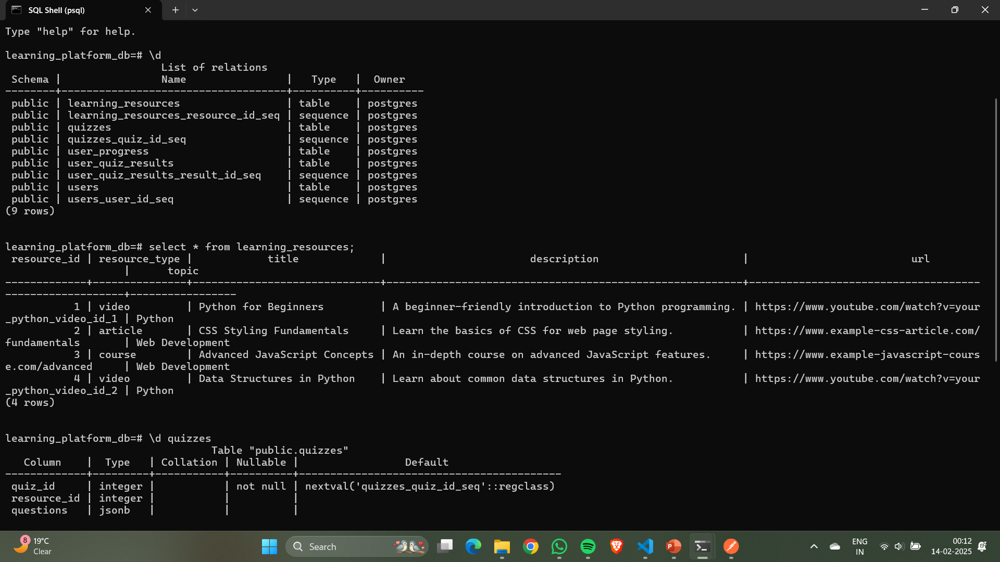 SQL Shell (psql)
Type "help" for help.
learning_platform_db=# \d
List of relations
Schema | Name | Type | Owner
--------+------------------------------------+----------+----------
public | learning_resources | table | postgres
public | learning_resources_resource_id_seq | sequence | postgres
public | quizzes | table | postgres
public | quizzes_quiz_id_seq | sequence | postgres
public | user_progress | table | postgres
public | user_quiz_results | table | postgres
public | user_quiz_results_result_id_seq | sequence | postgres
public | users | table | postgres
public | users_user_id_seq | sequence | postgres
(9 rows)
learning_platform_db=# select * from learning_resources;
resource_id | resource_type | title | description | url
| topic
-------------+---------------+------------------------------+---------------------------------------------------------+-------------------------------------
-------------------+-----------------
1 | video | Python for Beginners | A beginner-friendly introduction to Python programming. | https://www.youtube.com/watch?v=your
_python_video_id_1 | Python
2 | article | CSS Styling Fundamentals | Learn the basics of CSS for web page styling. | https://www.example-css-article.com/
fundamentals | Web Development
3 | course | Advanced JavaScript Concepts | An in-depth course on advanced JavaScript features. | https://www.example-javascript-cours
e.com/advanced | Web Development
4 | video | Data Structures in Python | Learn about common data structures in Python. | https://www.youtube.com/watch?v=your
_python_video_id_2 | Python
(4 rows)
learning_platform_db=# \d quizzes
Table "public.quizzes"
Column | Type | Collation | Nullable | Default
-------------+---------+-----------+----------+------------------------------------------
quiz_id | integer | | not null | nextval('quizzes_quiz_id_seq'::regclass)
resource_id | integer | | |
questions | jsonb | | |
8
19°C
Clear
Search
P
ENG
IN
00:12
14-02-2025